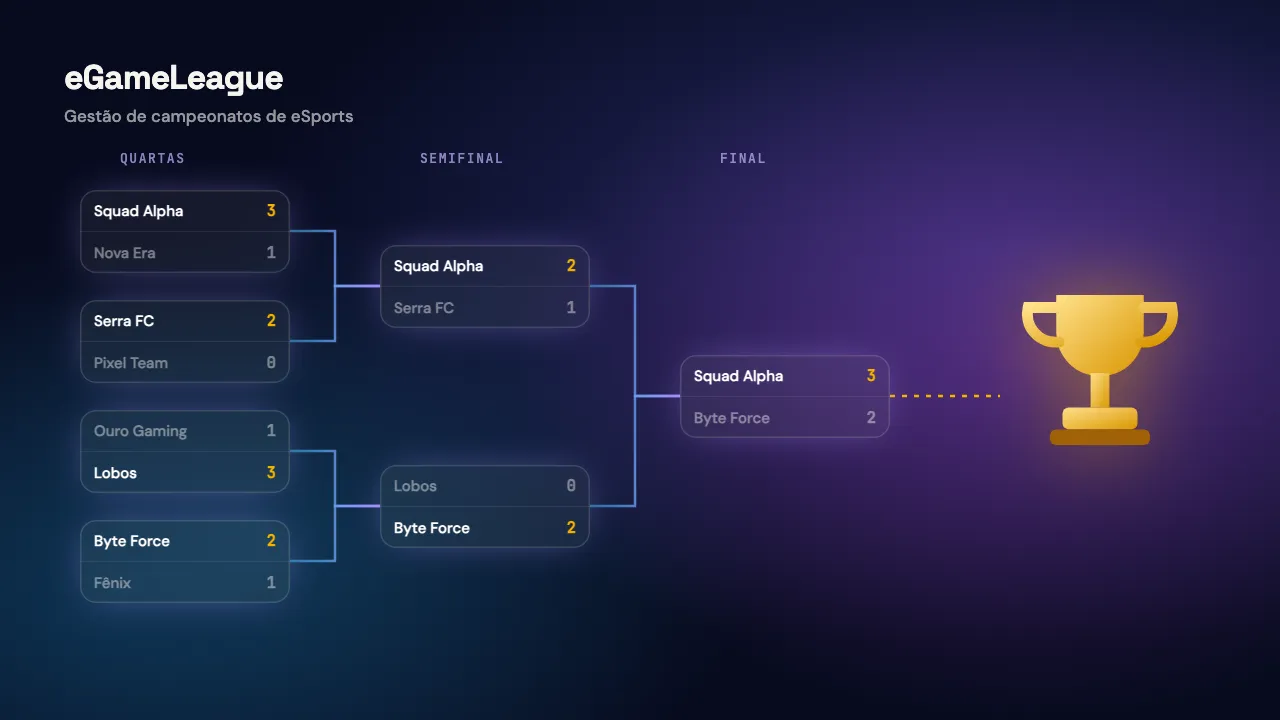 eGameLeague
Gestão de campeonatos de eSports
QUARTAS
SEMIFINAL
FINAL
Squad Alpha 3
Nova Era 1
Serra FC 2
Pixel Team 0
Ouro Gaming 1
Lobos 3
Byte Force 2
Fênix 1
Squad Alpha 2
Serra FC 1
Lobos 0
Byte Force 2
Squad Alpha 3
Byte Force 2